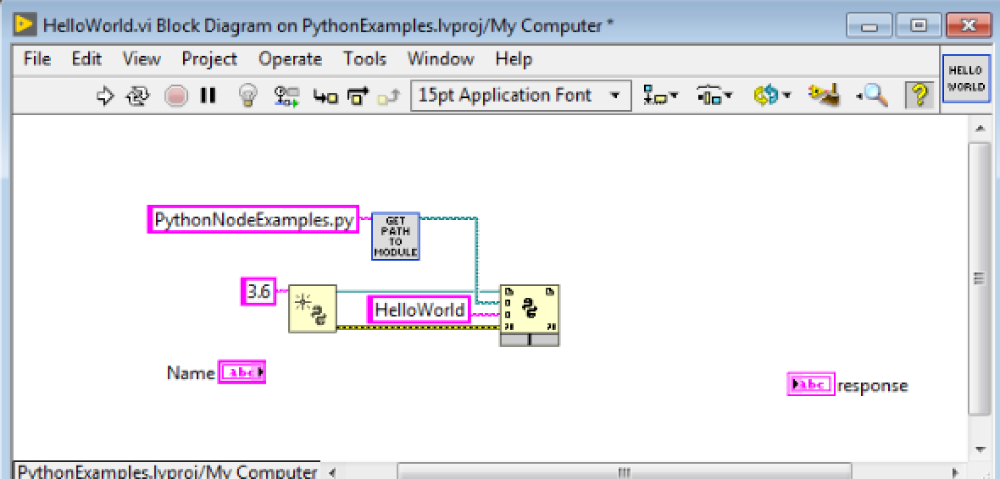 HelloWorld.vi Block Diagram on PythonExamples.lvproj/My Computer *
File Edit View Project Operate Tools Window Help
HELLO
WORLD
15pt Application Font
?
PythonNodeExamples.py
GET
PATH
TO
MODULE
3.6
HelloWorld
Name abc
abc response
PythonExamples.lvproj/My Computer